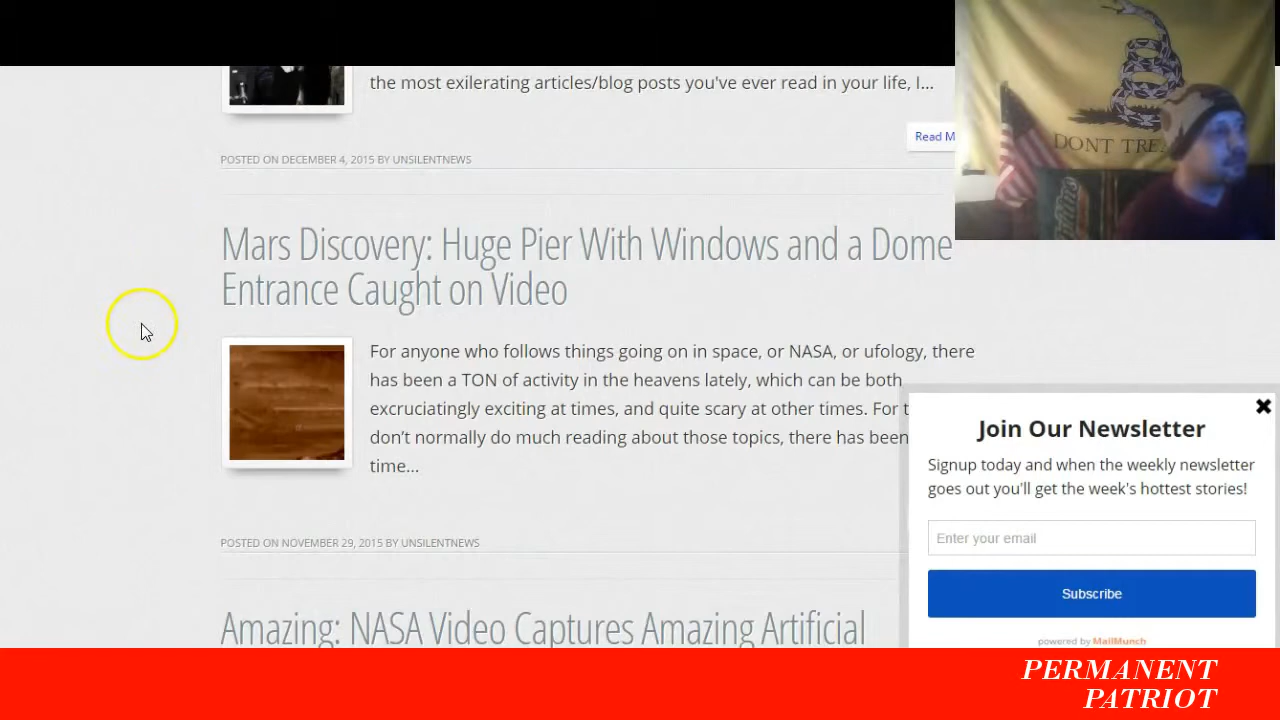 the most exilerating articles/blog posts you've ever read in your life, I...
Read M
POSTED ON DECEMBER 4, 2015 BY UNSILENTNEWS
DONT TRE
Mars Discovery: Huge Pier With Windows and a Dome
Entrance Caught on Video
For anyone who follows things going on in space, or NASA, or ufology, there
has been a TON of activity in the heavens lately, which can be both
excruciatingly exciting at times, and quite scary at other times. For t
don’t normally do much reading about those topics, there has been
time...
POSTED ON NOVEMBER 29, 2015 BY UNSILENTNEWS
Amazing: NASA Video Captures Amazing Artificial
Join Our Newsletter
Signup today and when the weekly newsletter
goes out you'll get the week's hottest stories!
Enter your email
Subscribe
powered by MailMunch
PERMANENT
PATRIOT